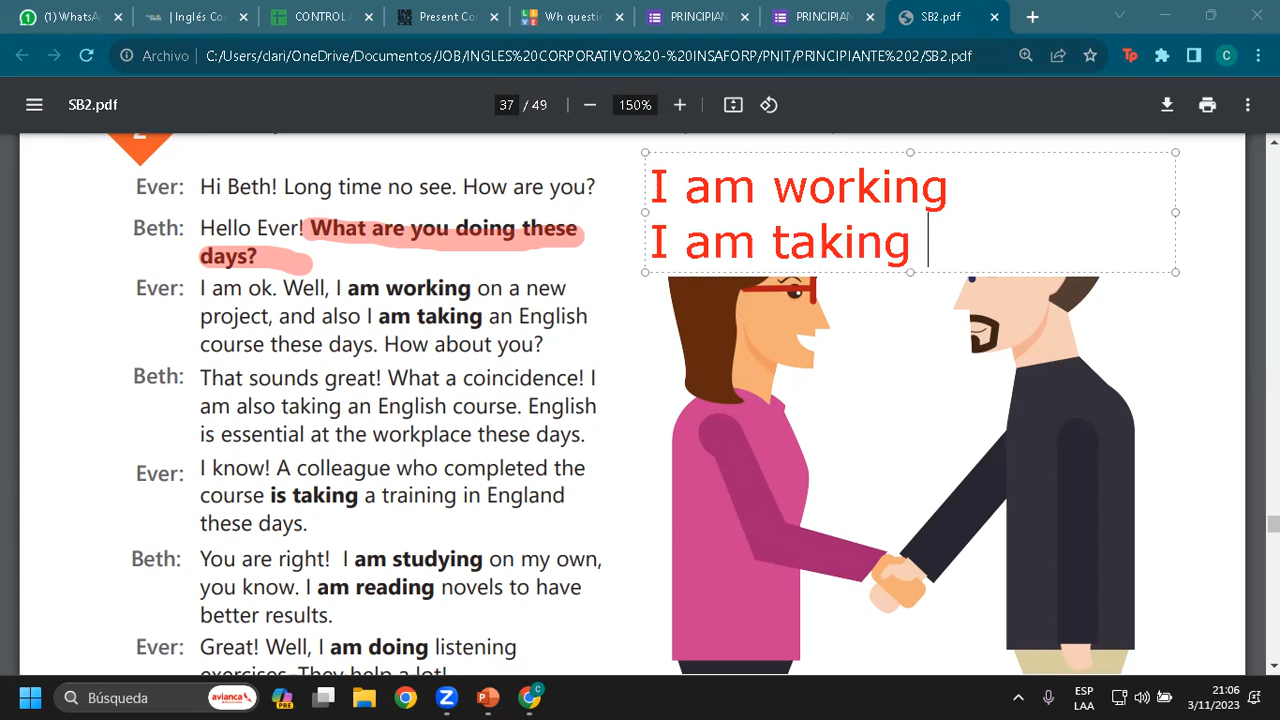 (1) WhatsA
Inglés Co
CONTROL A
Present Co
Wh questi
PRINCIPIAN
PRINCIPIAN
SB2.pdf
Archivo
C:/Users/clari/OneDrive/Documentos/JOB/INGLES%20CORPORATIVO%20-%20INSAFORP/PNIT/PRINCIPIANTE%202/SB2.pdf
C
SB2.pdf
37 / 49
150%
Ever: Hi Beth! Long time no see. How are you?
Beth: Hello Ever! What are you doing these
days?
Ever: I am ok. Well, I am working on a new
project, and also I am taking an English
course these days. How about you?
Beth: That sounds great! What a coincidence! I
am also taking an English course. English
is essential at the workplace these days.
Ever: I know! A colleague who completed the
course is taking a training in England
these days.
Beth: You are right! I am studying on my own,
you know. I am reading novels to have
better results.
Ever: Great! Well, I am doing listening
exercises. They help a lot!
I am working
I am taking
Búsqueda
avianca
PRE
ESP
LAA
21:06
3/11/2023